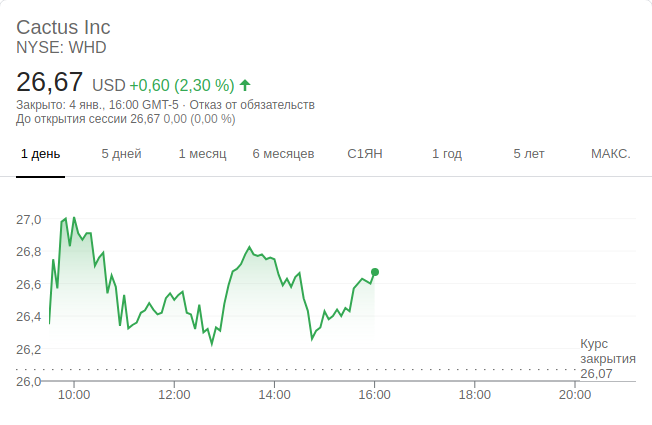 Cactus Inc
NYSE: WHD
26,67 USD +0,60 (2,30 %)
Закрыто: 4 янв., 16:00 GMT-5 · Отказ от обязательств
До открытия сессии 26,67 0,00 (0,00 %)
1 день 5 дней 1 месяц 6 месяцев С1ЯН 1 год 5 лет МАКС.
27,0
26,8
26,6
26,4
26,2
26,0
Курс
закрытия
26,07
10:00 12:00 14:00 16:00 18:00 20:00